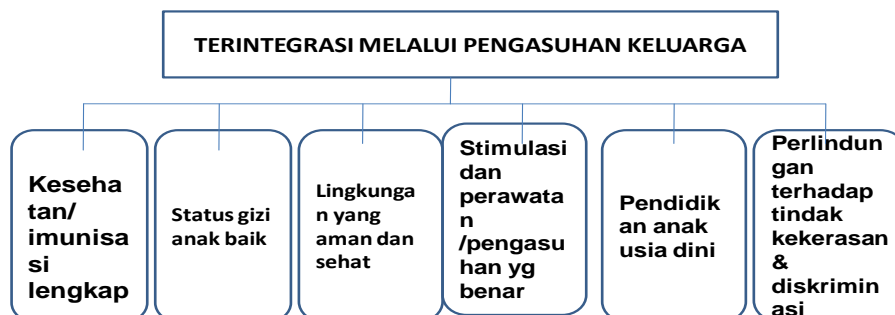 TERINTEGRASI MELALUI PENGASUHAN KELUARGA
Keseha
tan/
imunisa
si
lengkap
Status gizi
anak baik
Lingkunga
n yang
aman dan
sehat
Stimulasi
dan
perawata
n
/pengasu
han yg
benar
Pendidik
an anak
usia dini
Perlindun
gan
terhadap
tindak
kekerasan
&
diskrimin
asi